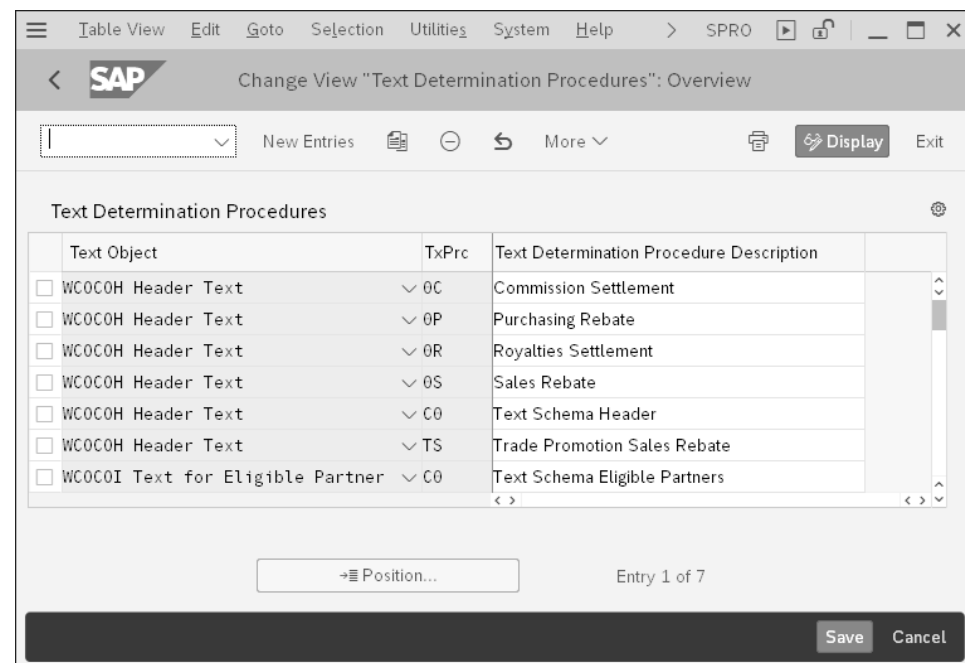 Table View Edit Goto Selection Utilities System Help SPRO
SAP Change View "Text Determination Procedures": Overview
New Entries More Display Exit
Text Determination Procedures
Text Object TxPrc Text Determination Procedure Description
WCOCOH Header Text 0C Commission Settlement
WCOCOH Header Text 0P Purchasing Rebate
WCOCOH Header Text 0R Royalties Settlement
WCOCOH Header Text 0S Sales Rebate
WCOCOH Header Text C0 Text Schema Header
WCOCOH Header Text TS Trade Promotion Sales Rebate
WCOCOI Text for Eligible Partner C0 Text Schema Eligible Partners
Position... Entry 1 of 7
Save Cancel